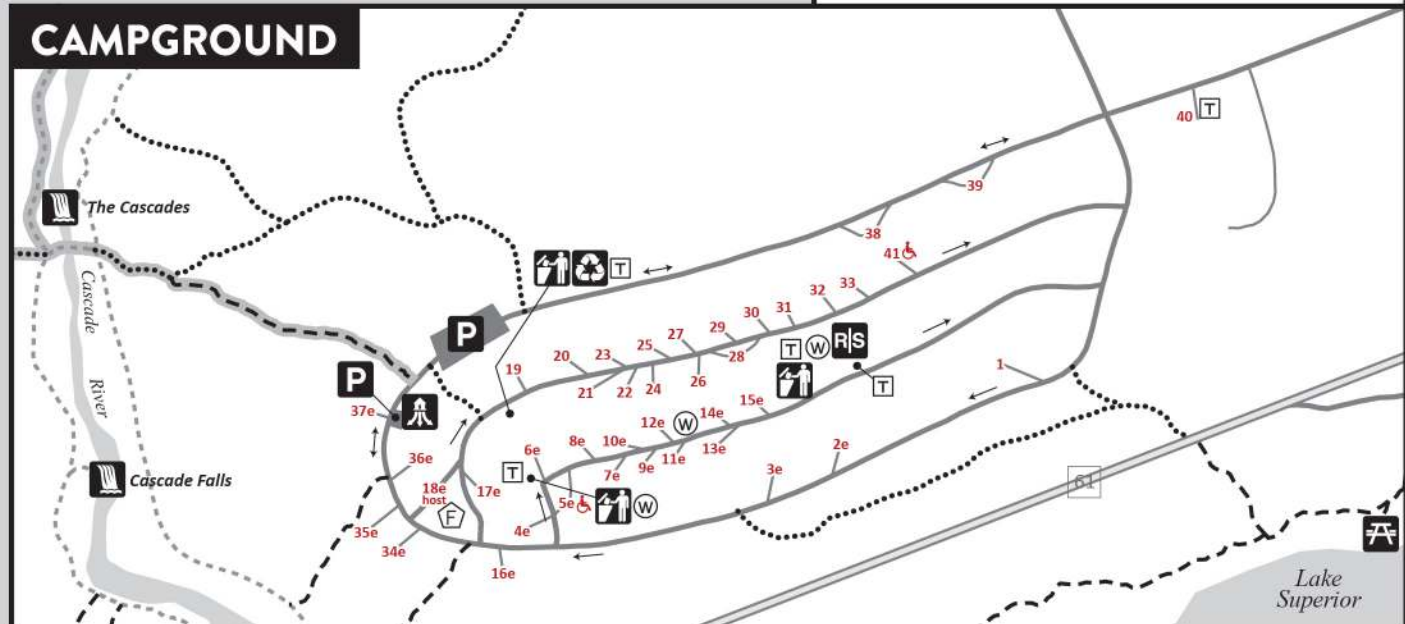 CAMPGROUND
The Cascades
Cascade
River
Cascade Falls
P
P
T
T
40
39
38
41
33
32
31
30
29
28
27
26
25
24
23
22
21
20
19
T W R|S
T
1
2e
3e
15e
14e
13e
12e
W
11e
10e
9e
8e
7e
6e
T
5e
W
4e
37e
36e
18e
host
F
17e
35e
34e
16e
61
Lake
Superior